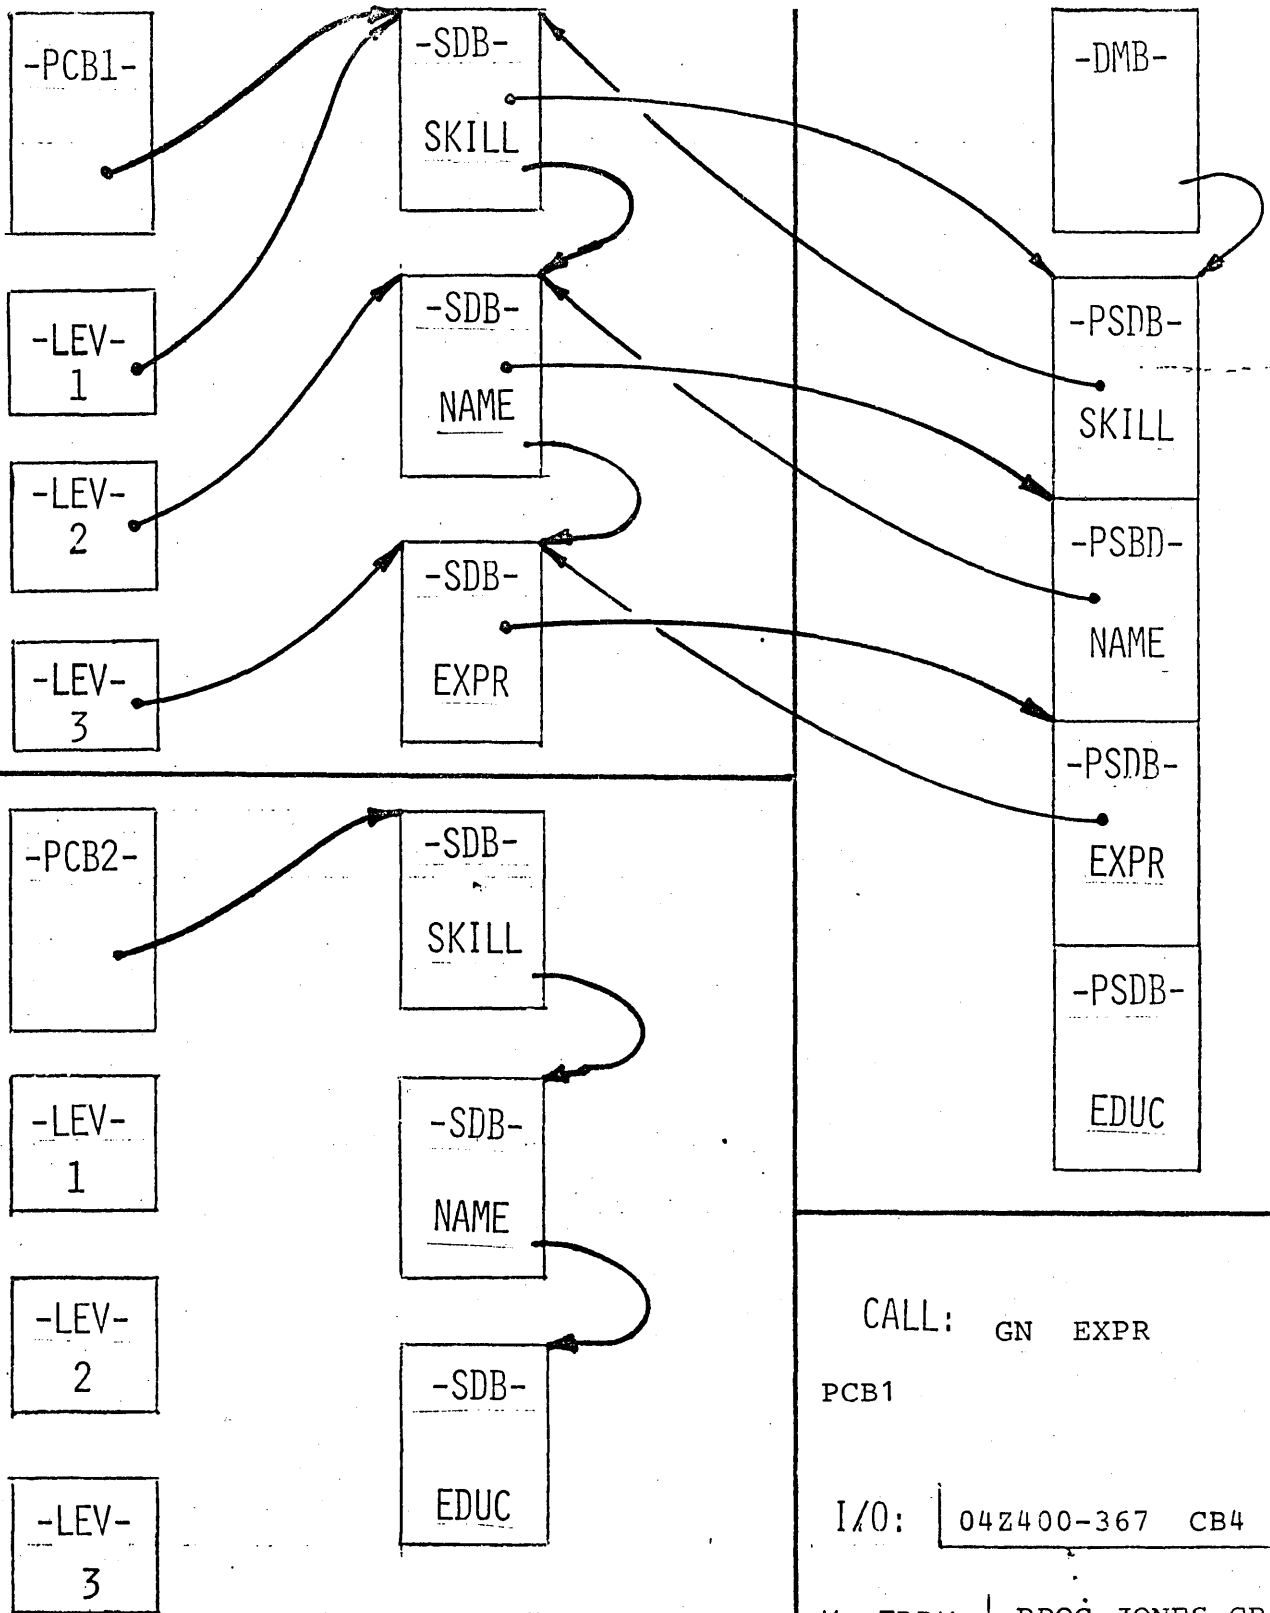 -PCB1-
-LEV-
1
-LEV-
2
-LEV-
3
-SDB-
SKILL
-SDB-
NAME
-SDB-
EXPR
-DMB-
-PSDB-
SKILL
-PSBD-
NAME
-PSDB-
EXPR
-PSDB-
EDUC
-PCB2-
-LEV-
1
-LEV-
2
-LEV-
3
-SDB-
SKILL
-SDB-
NAME
-SDB-
EDUC
CALL: GN EXPR
PCB1
I/O: 04Z400-367 CB4
JONES